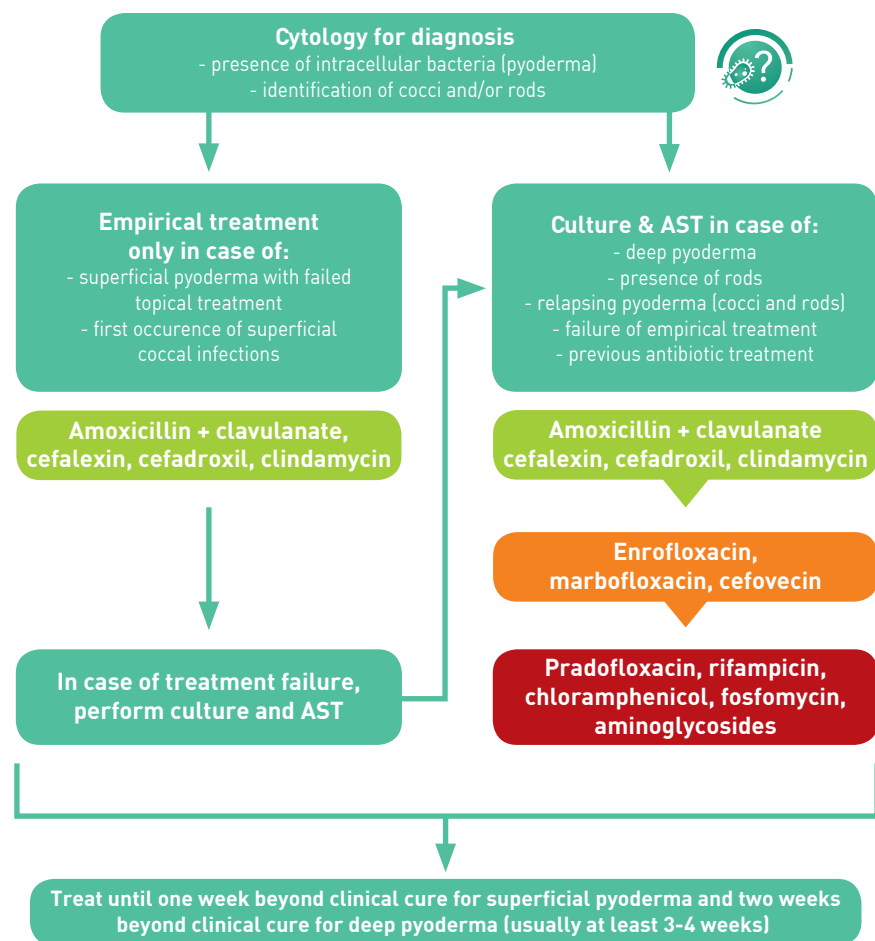 Cytology for diagnosis
- presence of intracellular bacteria (pyoderma)
- identification of cocci and/or rods
?
Empirical treatment
only in case of:
- superficial pyoderma with failed
topical treatment
- first occurence of superficial
coccal infections
Amoxicillin + clavulanate,
cefalexin, cefadroxil, clindamycin
In case of treatment failure,
perform culture and AST
Culture & AST in case of:
- deep pyoderma
- presence of rods
- relapsing pyoderma (cocci and rods)
- failure of empirical treatment
- previous antibiotic treatment
Amoxicillin + clavulanate
cefalexin, cefadroxil, clindamycin
Enrofloxacin,
marbofloxacin, cefovecin
Pradofloxacin, rifampicin,
chloramphenicol, fosfomycin,
aminoglycosides
Treat until one week beyond clinical cure for superficial pyoderma and two weeks
beyond clinical cure for deep pyoderma (usually at least 3-4 weeks)